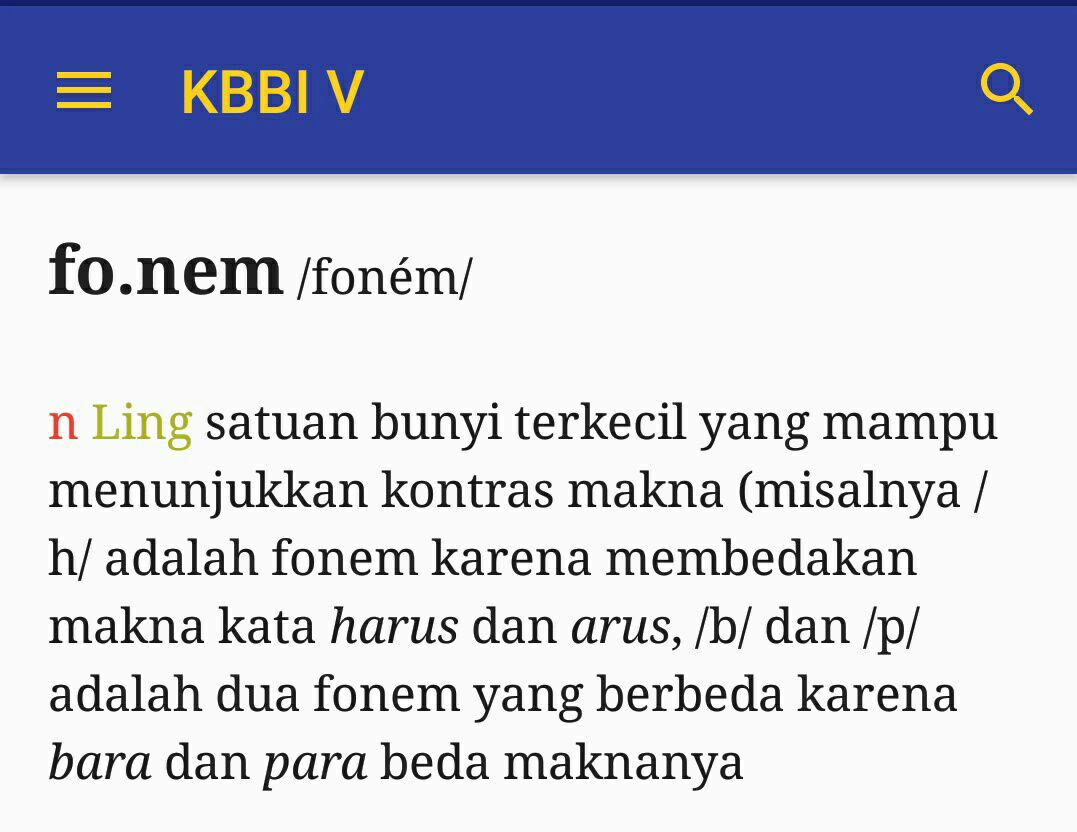 KBBI V
fo.nem /foném/
n Ling satuan bunyi terkecil yang mampu
menunjukkan kontras makna (misalnya /
h/ adalah fonem karena membedakan
makna kata harus dan arus, /b/ dan /p/
adalah dua fonem yang berbeda karena
bara dan para beda maknanya